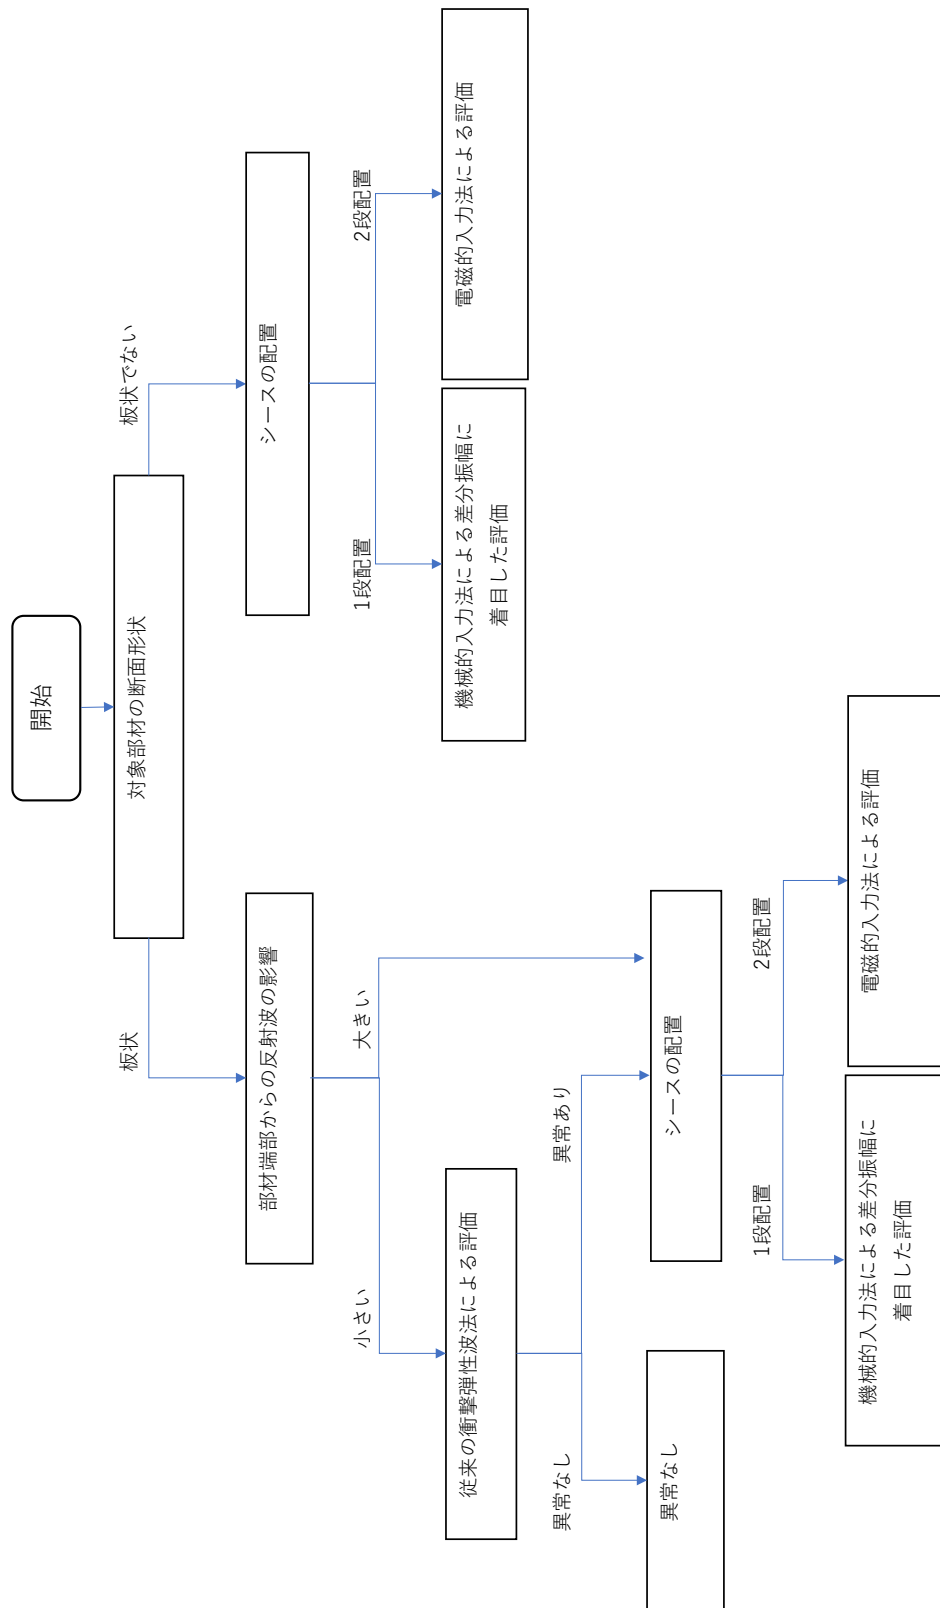 開始
対象部材の断面形状
板状
板状でない
部材端部からの反射波の影響
シースの配置
小さい
大きい
1段配置
2段配置
従来の衝撃弾性波法による評価
機械的入力法による差分振幅に
着目した評価
電磁的入力法による評価
異常なし
異常あり
異常なし
シースの配置
1段配置
2段配置
機械的入力法による差分振幅に
着目した評価
電磁的入力法による評価